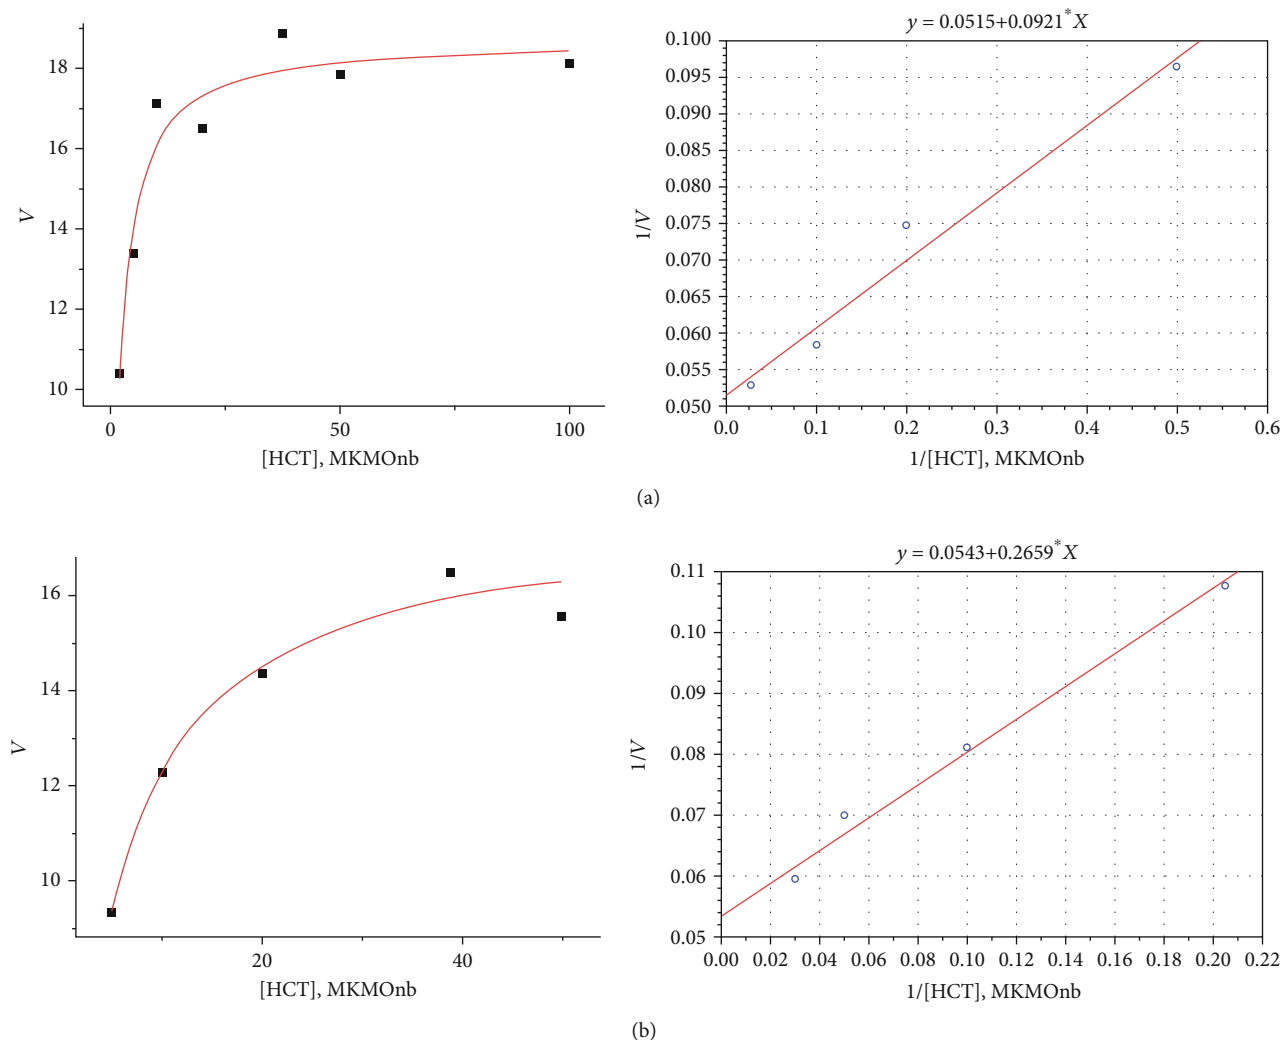 18
16
14
12
10
V
0
50
100
[HCT], MKMOnb
y = 0.0515+0.0921*X
0.100
0.095
0.090
0.085
0.080
0.075
0.070
0.065
0.060
0.055
0.050
1/V
0.0 0.1 0.2 0.3 0.4 0.5 0.6
1/[HCT], MKMOnb
(a)
16
14
12
10
V
20
40
[HCT], MKMOnb
y = 0.0543+0.2659*X
0.11
0.10
0.09
0.08
0.07
0.06
0.05
1/V
0.00 0.02 0.04 0.06 0.08 0.10 0.12 0.14 0.16 0.18 0.20 0.22
1/[HCT], MKMOnb
(b)